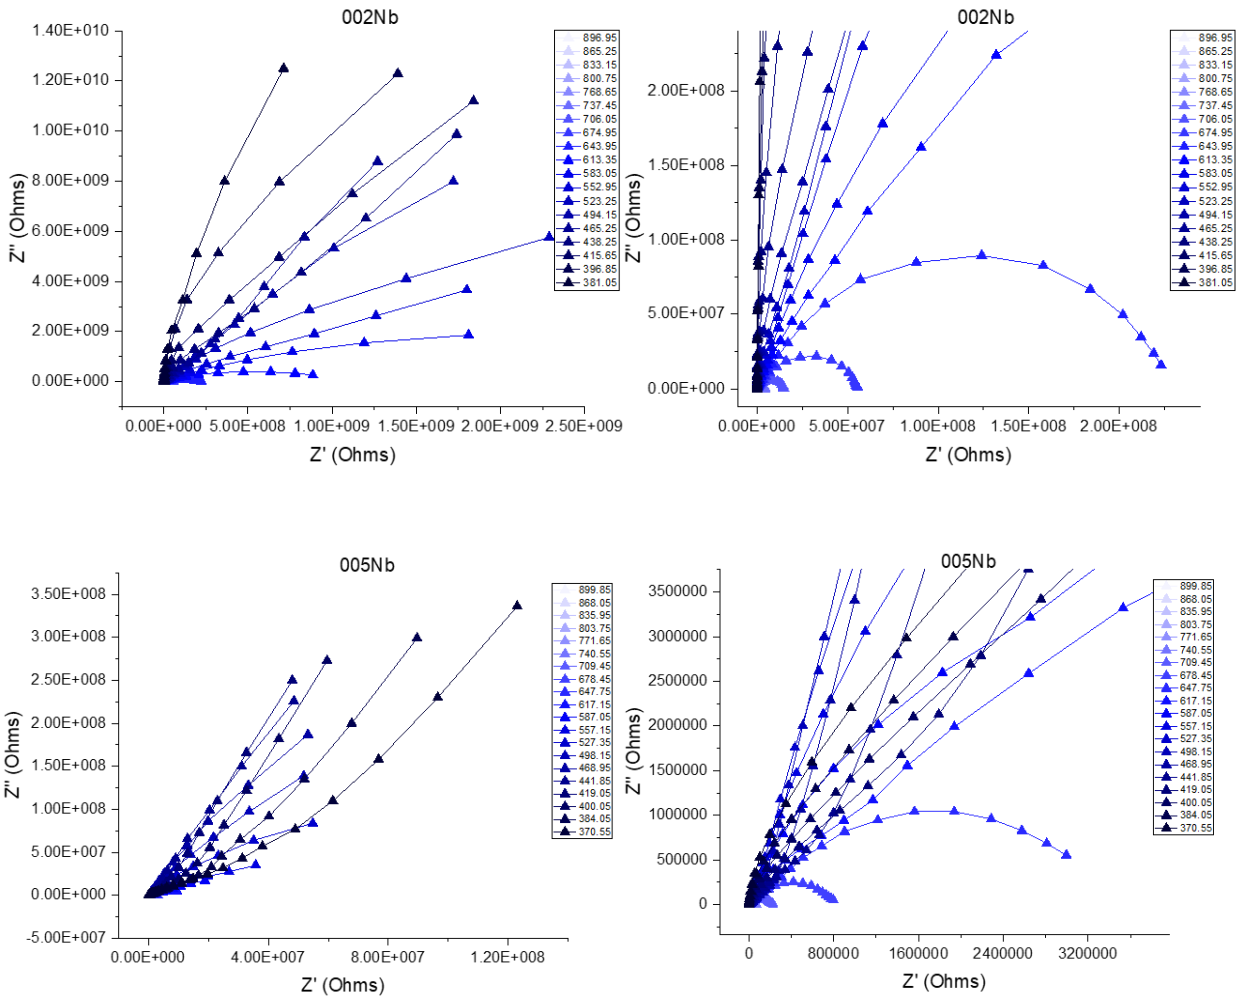 002Nb
1.40E+010
1.20E+010
1.00E+010
8.00E+009
6.00E+009
4.00E+009
2.00E+009
0.00E+000
Z'' (Ohms)
0.00E+000 5.00E+008 1.00E+009 1.50E+009 2.00E+009 2.50E+009
Z' (Ohms)
896.95
865.25
833.15
800.75
768.65
737.45
706.05
674.95
643.95
613.35
583.05
552.95
523.25
494.15
465.25
438.25
415.65
396.85
381.05
002Nb
2.00E+008
1.50E+008
1.00E+008
5.00E+007
0.00E+000
Z'' (Ohms)
0.00E+000 5.00E+007 1.00E+008 1.50E+008 2.00E+008
Z' (Ohms)
896.95
865.25
833.15
800.75
768.65
737.45
706.05
674.95
643.95
613.35
583.05
552.95
523.25
494.15
465.25
438.25
415.65
396.85
381.05
005Nb
3.50E+008
3.00E+008
2.50E+008
2.00E+008
1.50E+008
1.00E+008
5.00E+007
0.00E+000
-5.00E+007
Z'' (Ohms)
0.00E+000 4.00E+007 8.00E+007 1.20E+008
Z' (Ohms)
899.85
868.05
835.95
803.75
771.65
740.55
709.45
678.45
647.75
617.15
587.05
557.15
527.35
498.15
468.95
441.85
419.05
400.05
384.05
370.55
005Nb
3500000
3000000
2500000
2000000
1500000
1000000
500000
0
Z'' (Ohms)
0 800000 1600000 2400000 3200000
Z' (Ohms)
899.85
868.05
835.95
803.75
771.65
740.55
709.45
678.45
647.75
617.15
587.05
557.15
527.35
498.15
468.95
441.85
419.05
400.05
384.05
370.55